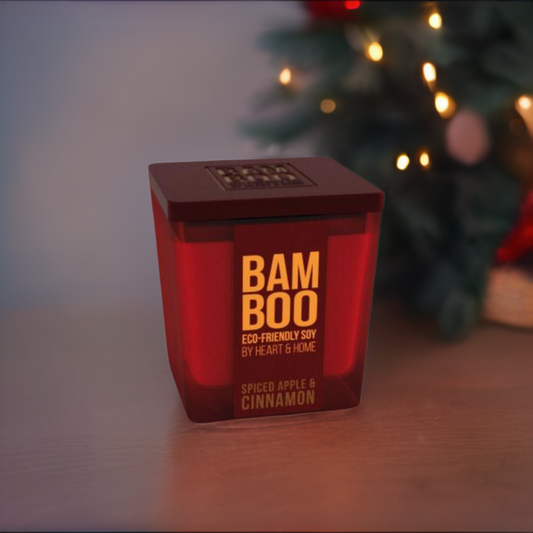 BAM
BOO
ECO-FRIENDLY SOY
BY HEART & HOME
SPICED APPLE &
CINNAMON